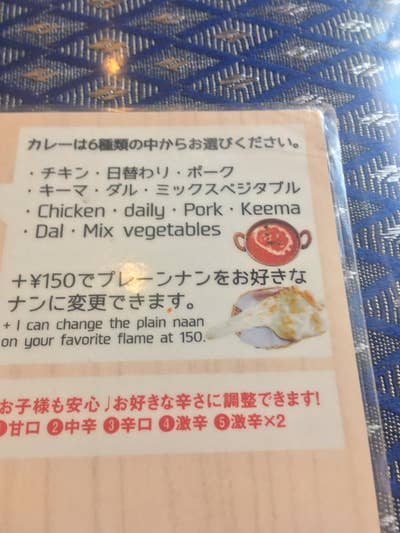 カレーは6種類の中からお選びください。
・チキン・日替わり・ポーク
・キーマ・ダル・ミックスベジタブル
・Chicken・daily・Pork・Keema
・Dal・Mix vegetables
＋¥150でプレーンナンをお好きな
ナンに変更できます。
+ I can change the plain naan
on your favorite flame at 150.
お子様も安心♩お好きな辛さに調整できます!
❶甘口 ❷中辛 ❸辛口 ❹激辛 ❺激辛×2